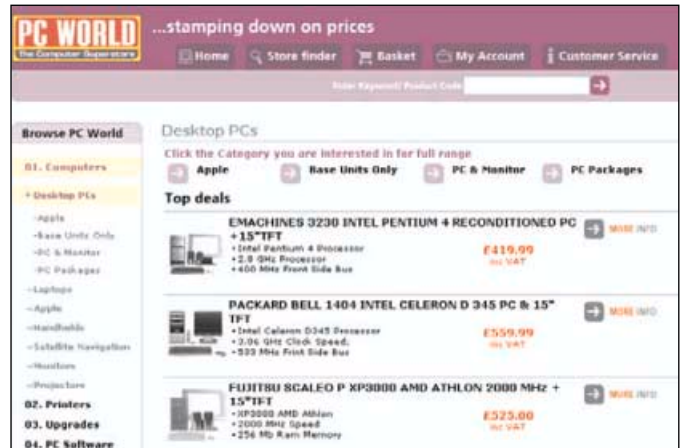 PC WORLD
the Computer Superstore
...stamping down on prices
Home
Store finder
Basket
My Account
Customer Service
Enter Keyword/ Product Code
Browse PC World
01. Computers
Desktop PCs
-Apple
-Base Units Only
-PC & Monitor
-PC Packages
-Laptops
-Apple
-Handhelds
-Satellite Navigation
-Monitors
-Projectors
02. Printers
03. Upgrades
04. PC Software
Desktop PCs
Click the Category you are interested in for full range
Apple
Base Units Only
PC & Monitor
PC Packages
Top deals
EMACHINES 3230 INTEL PENTIUM 4 RECONDITIONED PC
+15"TFT
•Intel Pentium 4 Processor
•2.8 GHz Processor
•400 MHz Front Side Bus
£419.99
inc VAT
MORE INFO
PACKARD BELL 1404 INTEL CELERON D 345 PC & 15"
TFT
•Intel Celeron D345 Processor
•3.06 GHz Clock Speed.
•533 MHz Front Side Bus
£559.99
inc VAT
MORE INFO
FUJITSU SCALEO P XP3000 AMD ATHLON 2000 MHz +
15"TFT
•XP3000 AMD Athlon
•2000 MHz Speed
•256 Mb Ram Memory
£525.00
inc VAT
MORE INFO